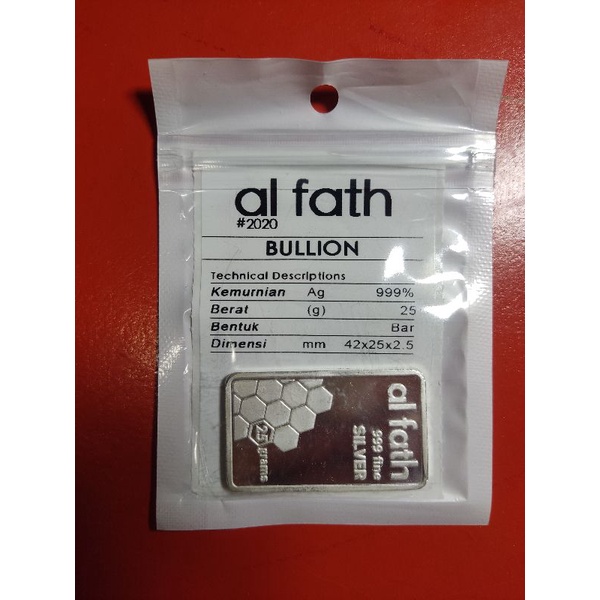 al fath
#2020
BULLION
Technical Descriptions
Kemurnian Ag 999%
Berat (g) 25
Bentuk Bar
Dimensi mm 42x25x2.5
al fath
999 fine
SILVER
25 grams